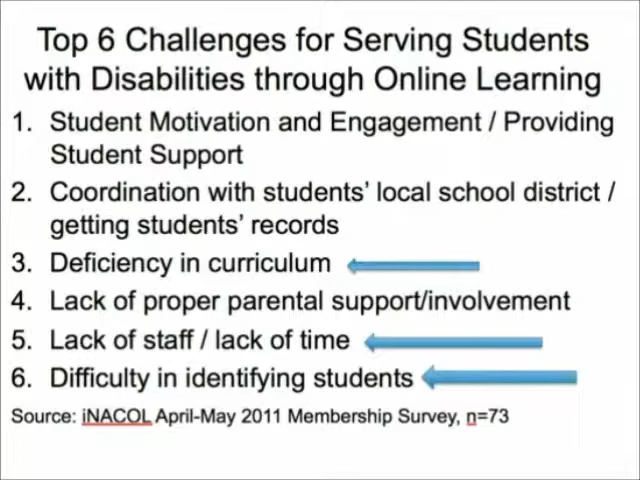 Top 6 Challenges for Serving Students
with Disabilities through Online Learning
1. Student Motivation and Engagement / Providing
Student Support
2. Coordination with students' local school district /
getting students' records
3. Deficiency in curriculum
4. Lack of proper parental support/involvement
5. Lack of staff / lack of time
6. Difficulty in identifying students
Source: iNACOL April-May 2011 Membership Survey, n=73